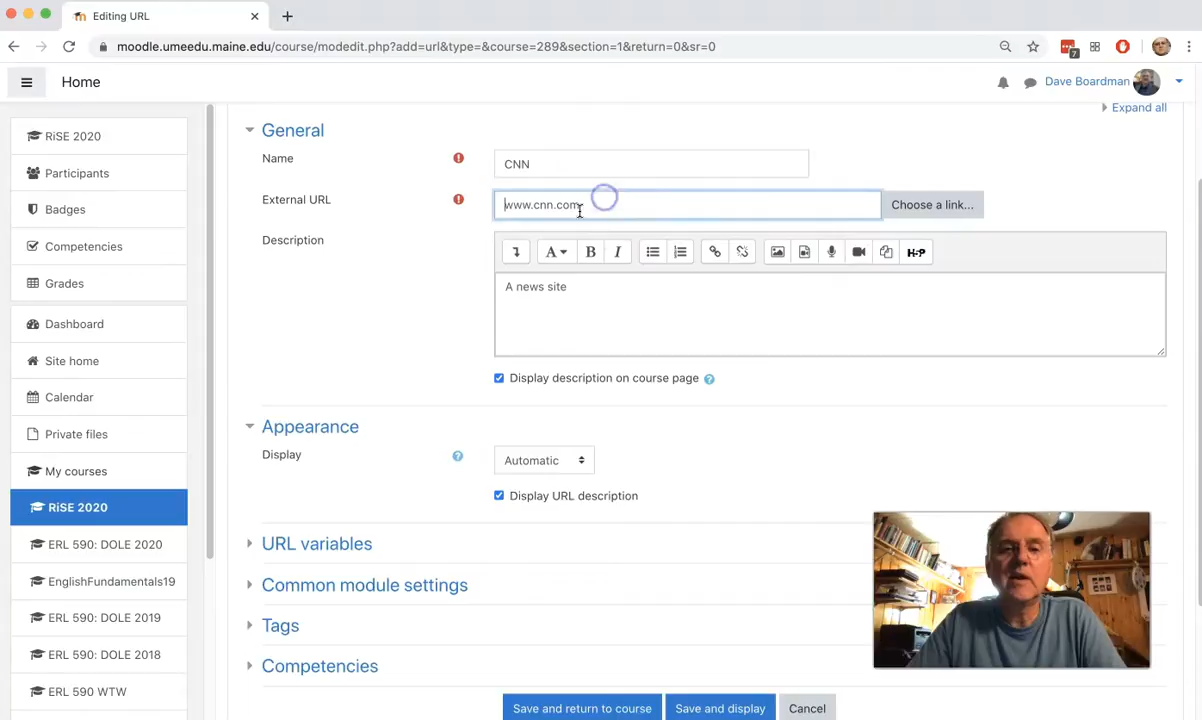 Editing URL
moodle.umeedu.maine.edu/course/modedit.php?add=url&type=&course=289&section=1&return=0&sr=0
7
Home
Dave Boardman
Expand all
RiSE 2020
Participants
Badges
Competencies
Grades
Dashboard
Site home
Calendar
Private files
My courses
RiSE 2020
ERL 590: DOLE 2020
EnglishFundamentals19
ERL 590: DOLE 2019
ERL 590: DOLE 2018
ERL 590 WTW
General
Name
CNN
External URL
www.cnn.com
Choose a link...
Description
A
B
I
H-P
A news site
Display description on course page
Appearance
Display
Automatic
Display URL description
URL variables
Common module settings
Tags
Competencies
Save and return to course
Save and display
Cancel